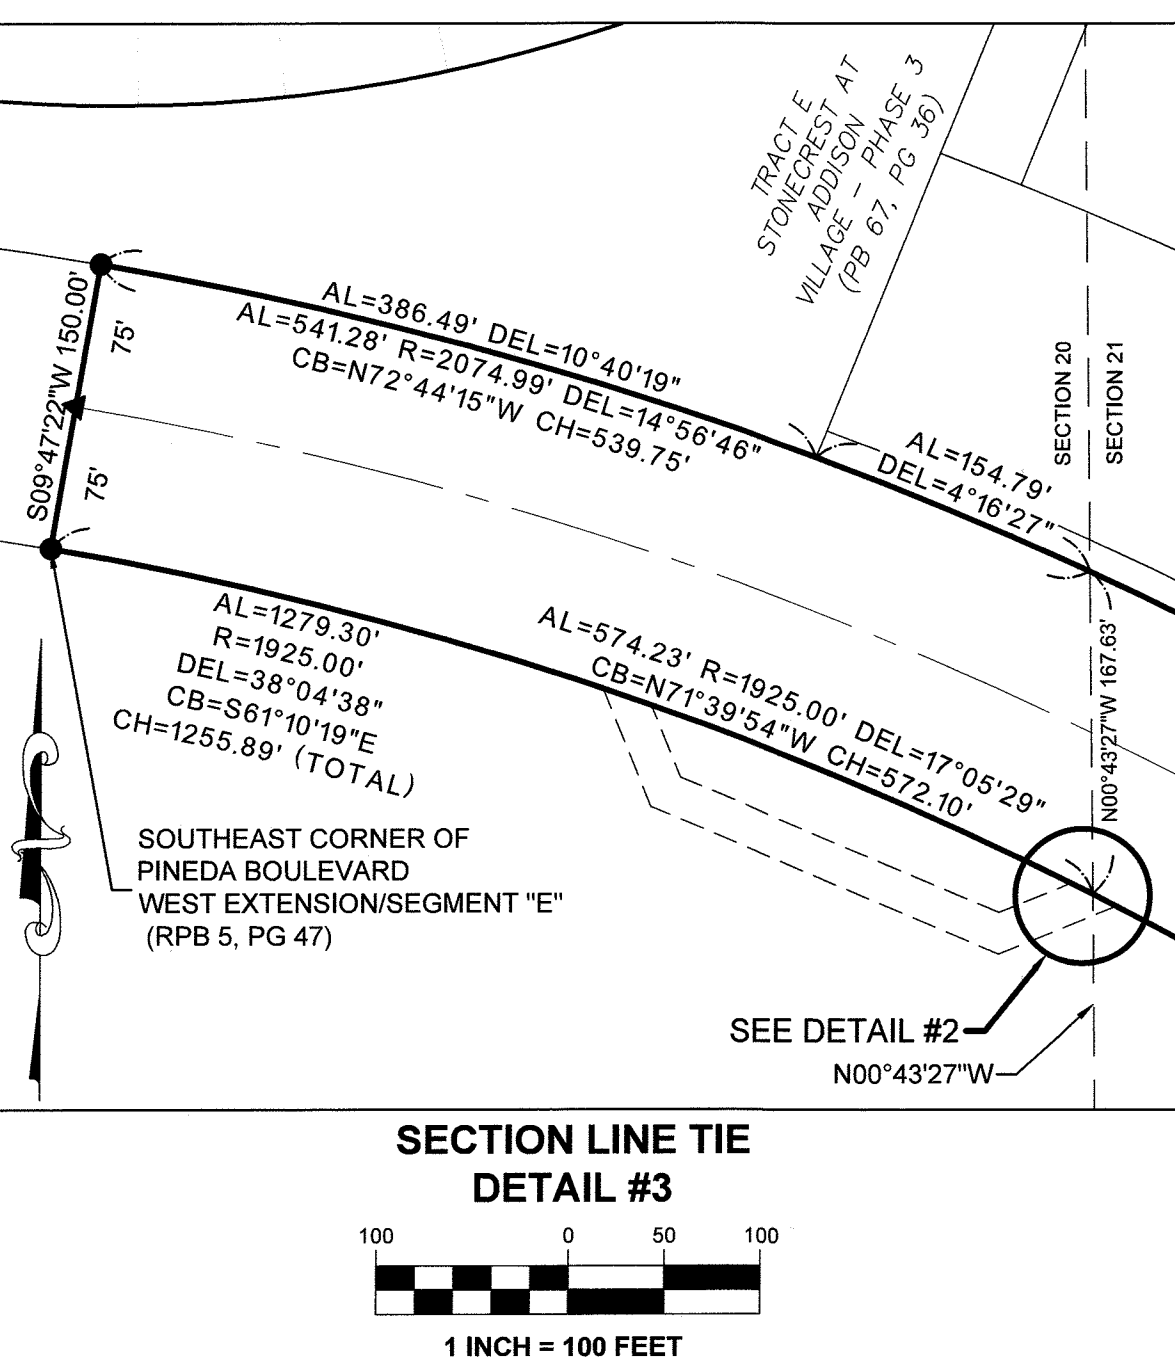 TRACT E
STONECREST AT
ADDISON
VILLAGE - PHASE 3
(PB 67, PG 36)
S09°47'22"W 150.00'
75'
75'
AL=386.49' DEL=10°40'19"
AL=541.28' R=2074.99' DEL=14°56'46"
CB=N72°44'15"W CH=539.75'
SECTION 20
SECTION 21
AL=154.79'
DEL=4°16'27"
AL=1279.30'
R=1925.00'
DEL=38°04'38"
CB=S61°10'19"E
CH=1255.89' (TOTAL)
AL=574.23' R=1925.00' DEL=17°05'29"
CB=N71°39'54"W CH=572.10'
N00°43'27"W 167.63'
SOUTHEAST CORNER OF
PINEDA BOULEVARD
WEST EXTENSION/SEGMENT "E"
(RPB 5, PG 47)
SEE DETAIL #2
N00°43'27"W
SECTION LINE TIE
DETAIL #3
100 0 50 100
1 INCH = 100 FEET